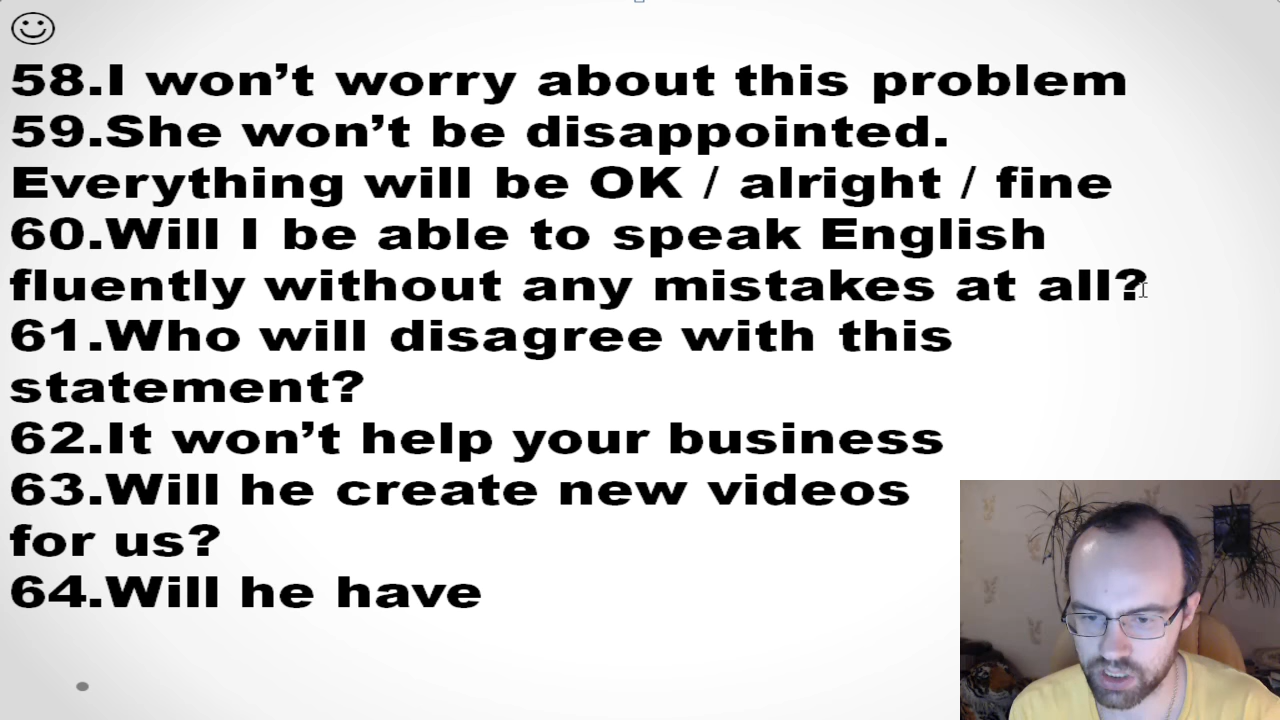 58.I won’t worry about this problem
59.She won’t be disappointed.
Everything will be OK / alright / fine
60.Will I be able to speak English
fluently without any mistakes at all?
61.Who will disagree with this
statement?
62.It won’t help your business
63.Will he create new videos
for us?
64.Will he have